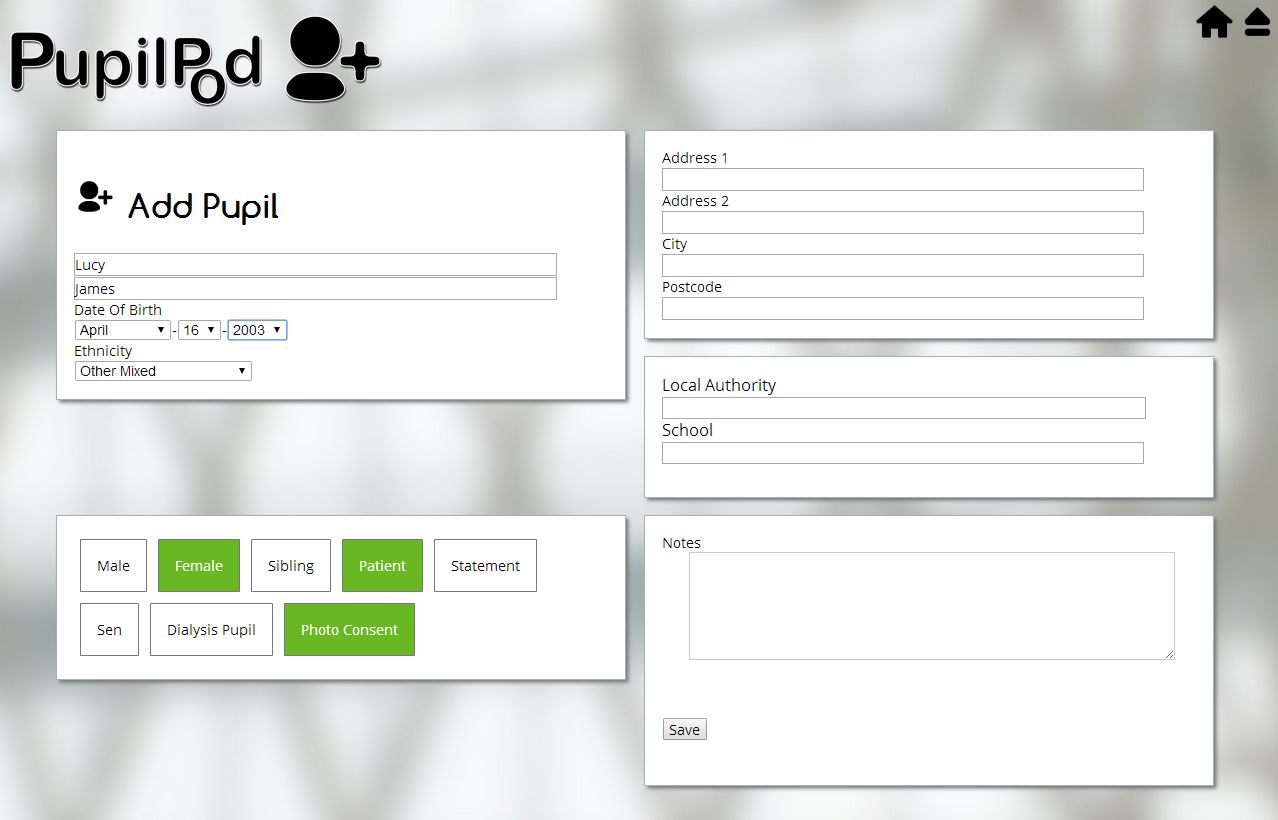 PupilPod
Add Pupil
Lucy
James
Date Of Birth
April - 16 - 2003
Ethnicity
Other Mixed
Address 1
Address 2
City
Postcode
Local Authority
School
Male Female Sibling Patient Statement
Sen Dialysis Pupil Photo Consent
Notes
Save